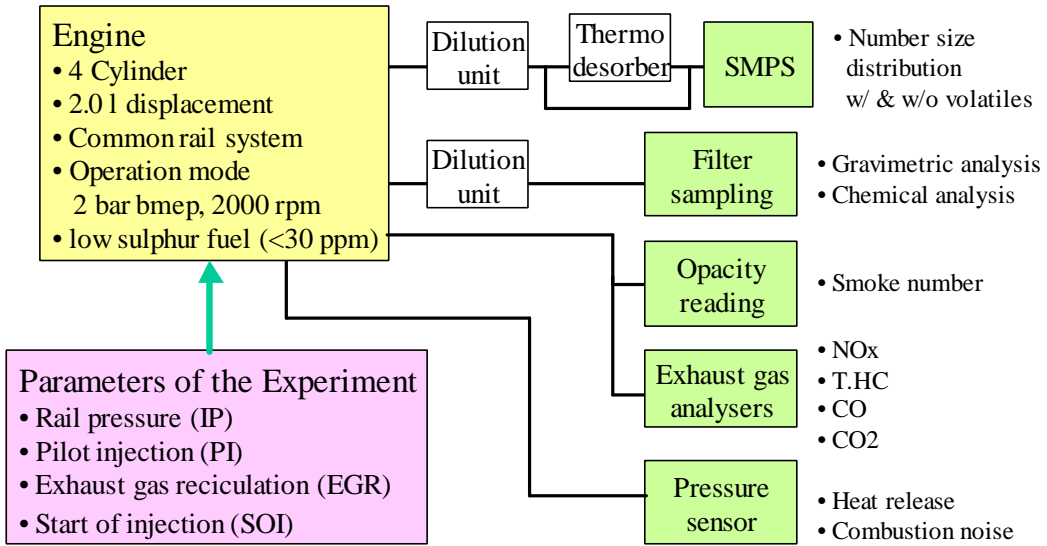 Engine
• 4 Cylinder
• 2.0 l displacement
• Common rail system
• Operation mode
2 bar bmep, 2000 rpm
• low sulphur fuel (<30 ppm)
Dilution
unit
Thermo
desorber
SMPS
• Number size
distribution
w/ & w/o volatiles
Dilution
unit
Filter
sampling
• Gravimetric analysis
• Chemical analysis
Opacity
reading
• Smoke number
Exhaust gas
analysers
• NOx
• T.HC
• CO
• CO2
Pressure
sensor
• Heat release
• Combustion noise
Parameters of the Experiment
• Rail pressure (IP)
• Pilot injection (PI)
• Exhaust gas reciculation (EGR)
• Start of injection (SOI)